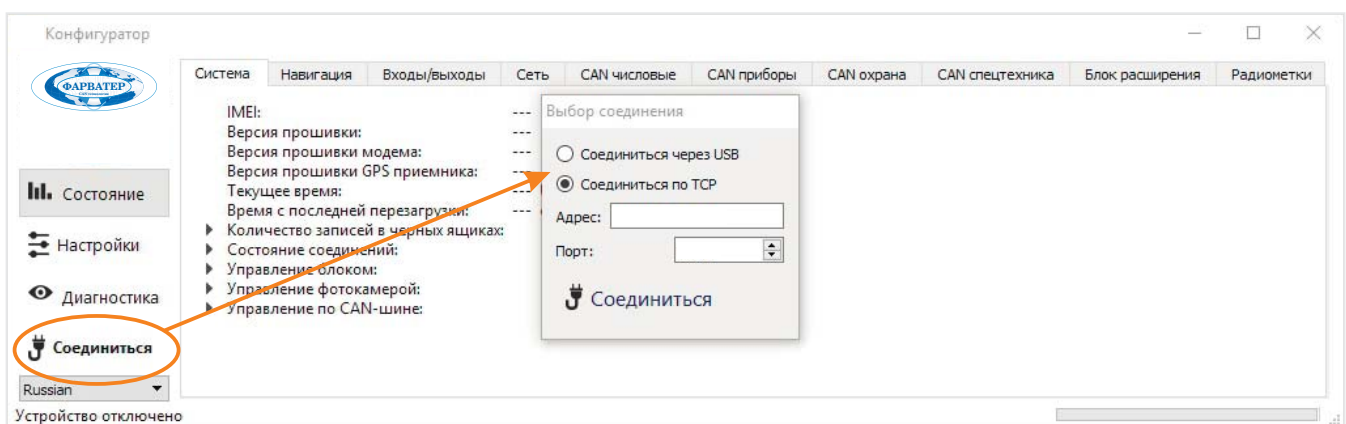 Конфигуратор
ФАРВАТЕР
Система Навигация Входы/выходы Сеть CAN числовые CAN приборы CAN охрана CAN спецтехника Блок расширения Радиометки
IMEI: ---
Версия прошивки: ---
Версия прошивки модема: ---
Версия прошивки GPS приемника: ---
Текущее время: ---
Время с последней перезагрузки: ---
Количество записей в черных ящиках:
Состояние соединений:
Управление блоком:
Управление фотокамерой:
Управление по CAN-шине:
Выбор соединения
Соединиться через USB
Соединиться по TCP
Адрес:
Порт:
Соединиться
Состояние
Настройки
Диагностика
Соединиться
Russian
Устройство отключено